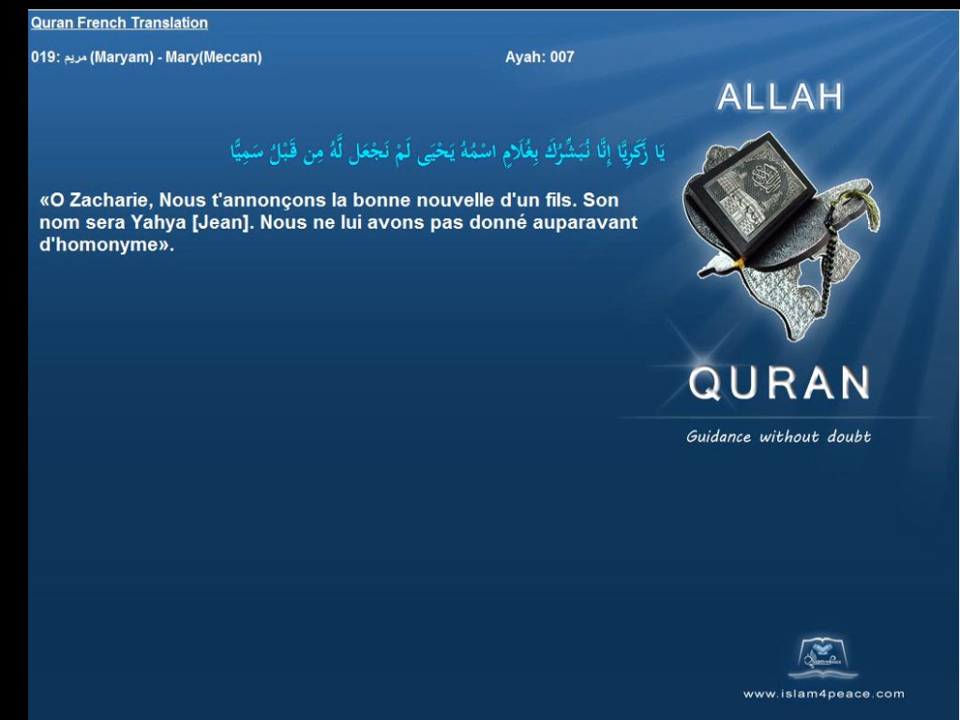 Quran French Translation
019: مريم (Maryam) - Mary(Meccan) Ayah: 007
ALLAH
يَا زَكَرِيَّا إِنَّا نُبَشِّرُكَ بِغُلَامٍ اسْمُهُ يَحْيَى لَمْ نَجْعَل لَّهُ مِن قَبْلُ سَمِيًّا
«O Zacharie, Nous t'annonçons la bonne nouvelle d'un fils. Son
nom sera Yahya [Jean]. Nous ne lui avons pas donné auparavant
d'homonyme».
QURAN
Guidance without doubt
www.islam4peace.com